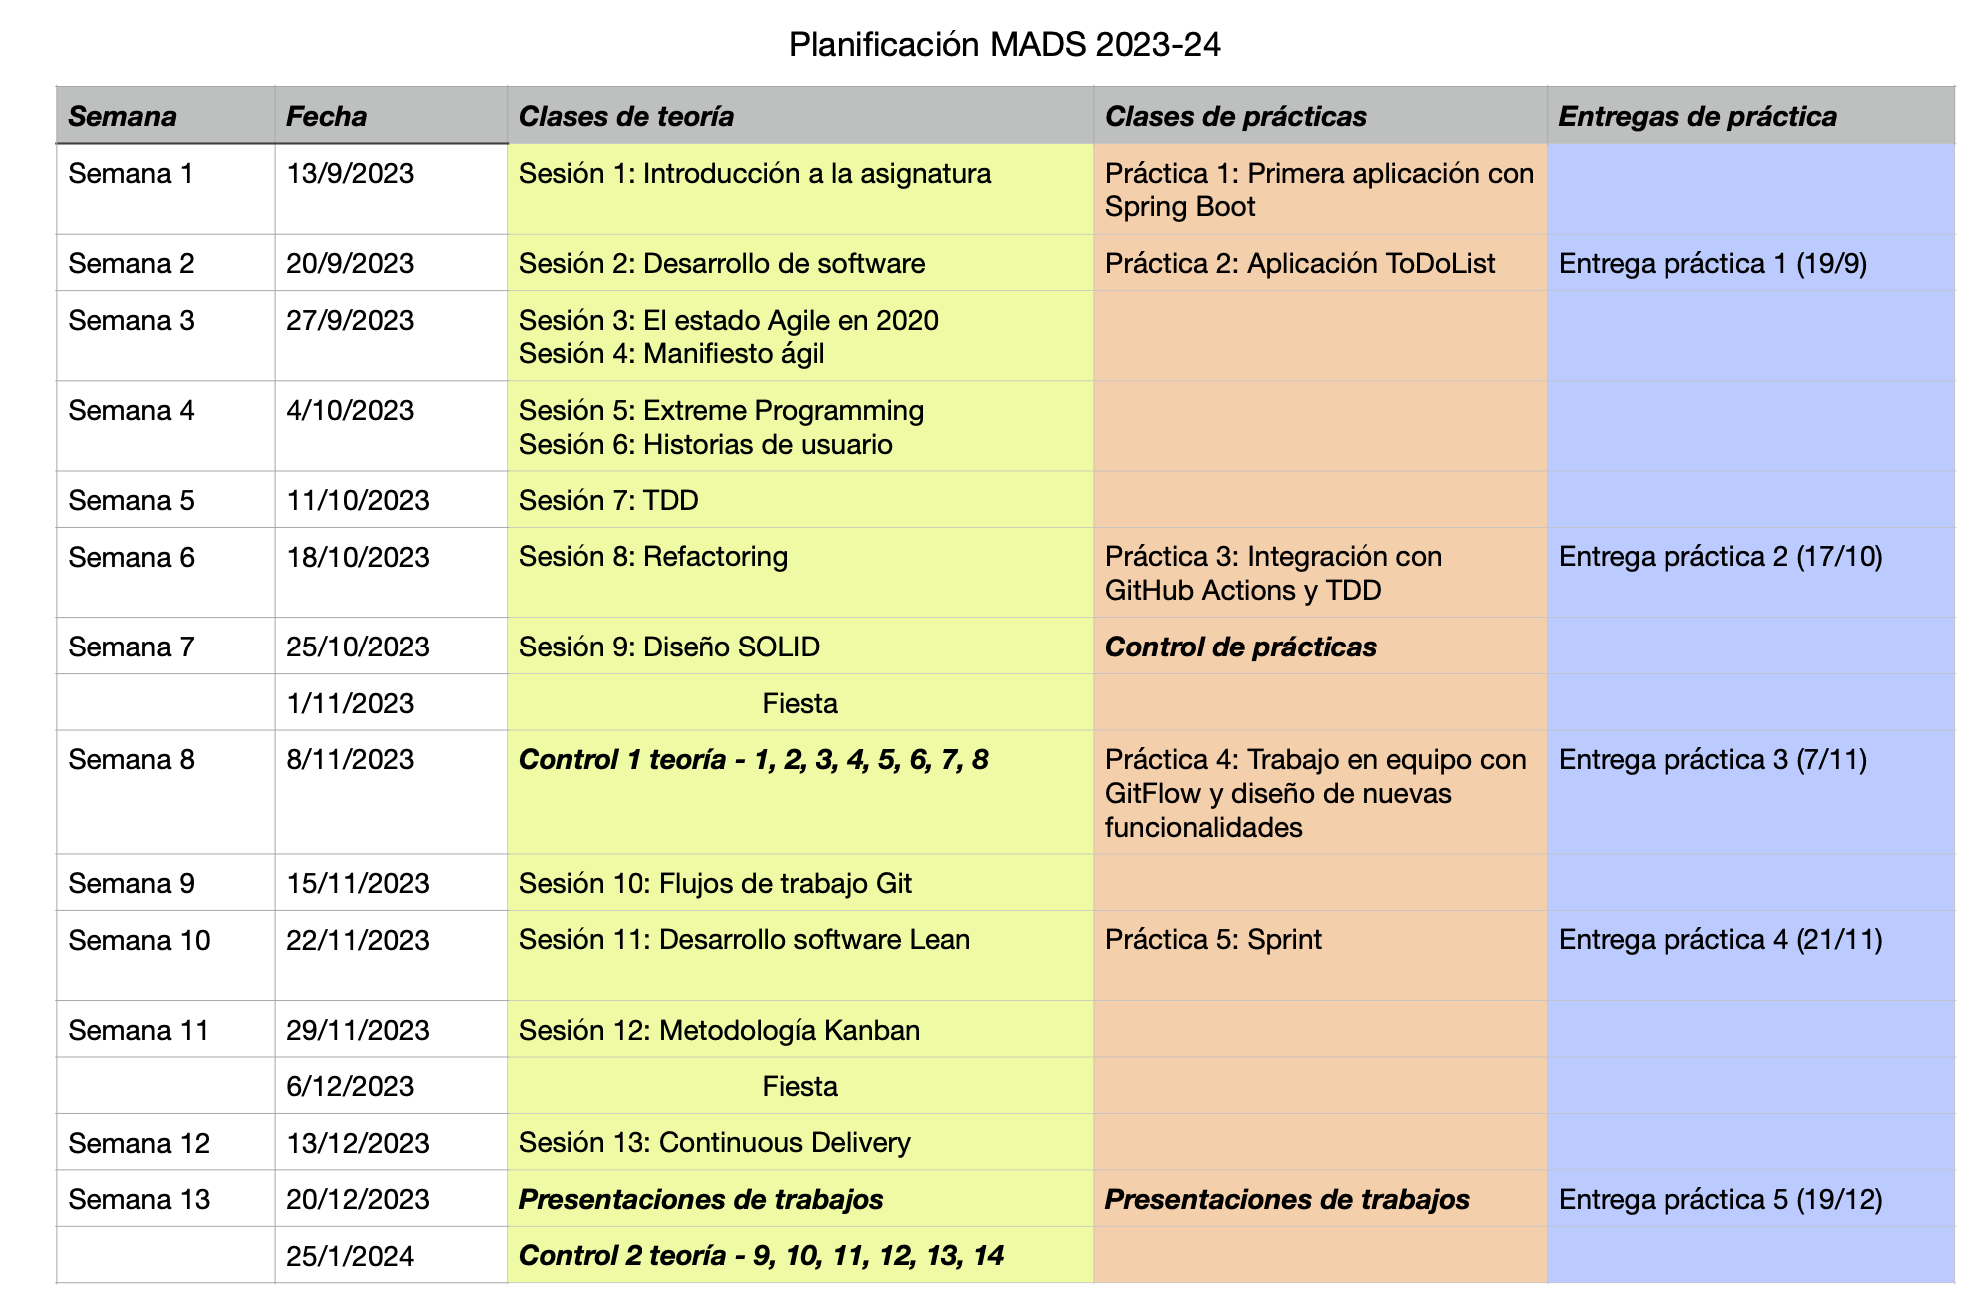 Planificación MADS 2023-24
Semana Fecha Clases de teoría Clases de prácticas Entregas de práctica
Semana 1 13/9/2023 Sesión 1: Introducción a la asignatura Práctica 1: Primera aplicación con
Spring Boot
Semana 2 20/9/2023 Sesión 2: Desarrollo de software Práctica 2: Aplicación ToDoList Entrega práctica 1 (19/9)
Semana 3 27/9/2023 Sesión 3: El estado Agile en 2020
Sesión 4: Manifiesto ágil
Semana 4 4/10/2023 Sesión 5: Extreme Programming
Sesión 6: Historias de usuario
Semana 5 11/10/2023 Sesión 7: TDD
Semana 6 18/10/2023 Sesión 8: Refactoring Práctica 3: Integración con Entrega práctica 2 (17/10)
GitHub Actions y TDD
Semana 7 25/10/2023 Sesión 9: Diseño SOLID Control de prácticas
1/11/2023 Fiesta
Semana 8 8/11/2023 Control 1 teoría - 1, 2, 3, 4, 5, 6, 7, 8 Práctica 4: Trabajo en equipo con Entrega práctica 3 (7/11)
GitFlow y diseño de nuevas
funcionalidades
Semana 9 15/11/2023 Sesión 10: Flujos de trabajo Git
Semana 10 22/11/2023 Sesión 11: Desarrollo software Lean Práctica 5: Sprint Entrega práctica 4 (21/11)
Semana 11 29/11/2023 Sesión 12: Metodología Kanban
6/12/2023 Fiesta
Semana 12 13/12/2023 Sesión 13: Continuous Delivery
Semana 13 20/12/2023 Presentaciones de trabajos Presentaciones de trabajos Entrega práctica 5 (19/12)
25/1/2024 Control 2 teoría - 9, 10, 11, 12, 13, 14